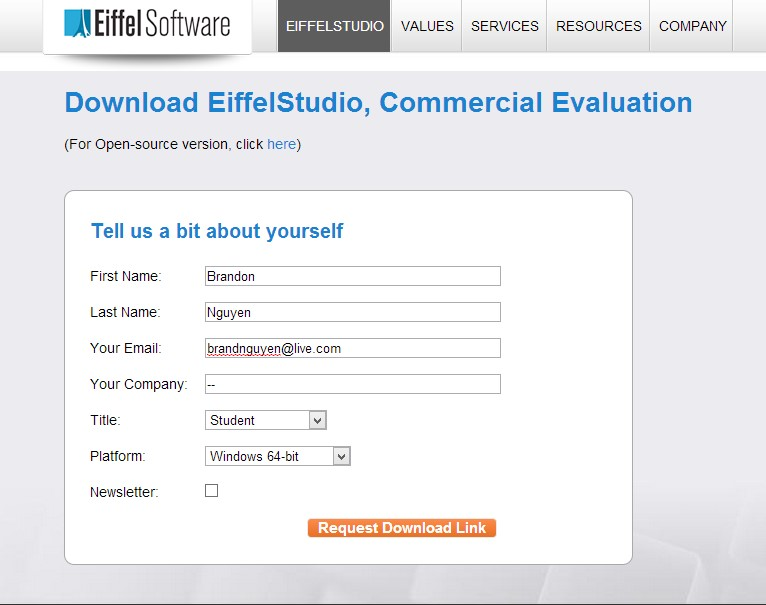 Eiffel Software
EIFFELSTUDIO VALUES SERVICES RESOURCES COMPANY
Download EiffelStudio, Commercial Evaluation
(For Open-source version, click here)
Tell us a bit about yourself
First Name: Brandon
Last Name: Nguyen
Your Email: brandnguyen@live.com
Your Company: --
Title: Student
Platform: Windows 64-bit
Newsletter:
Request Download Link